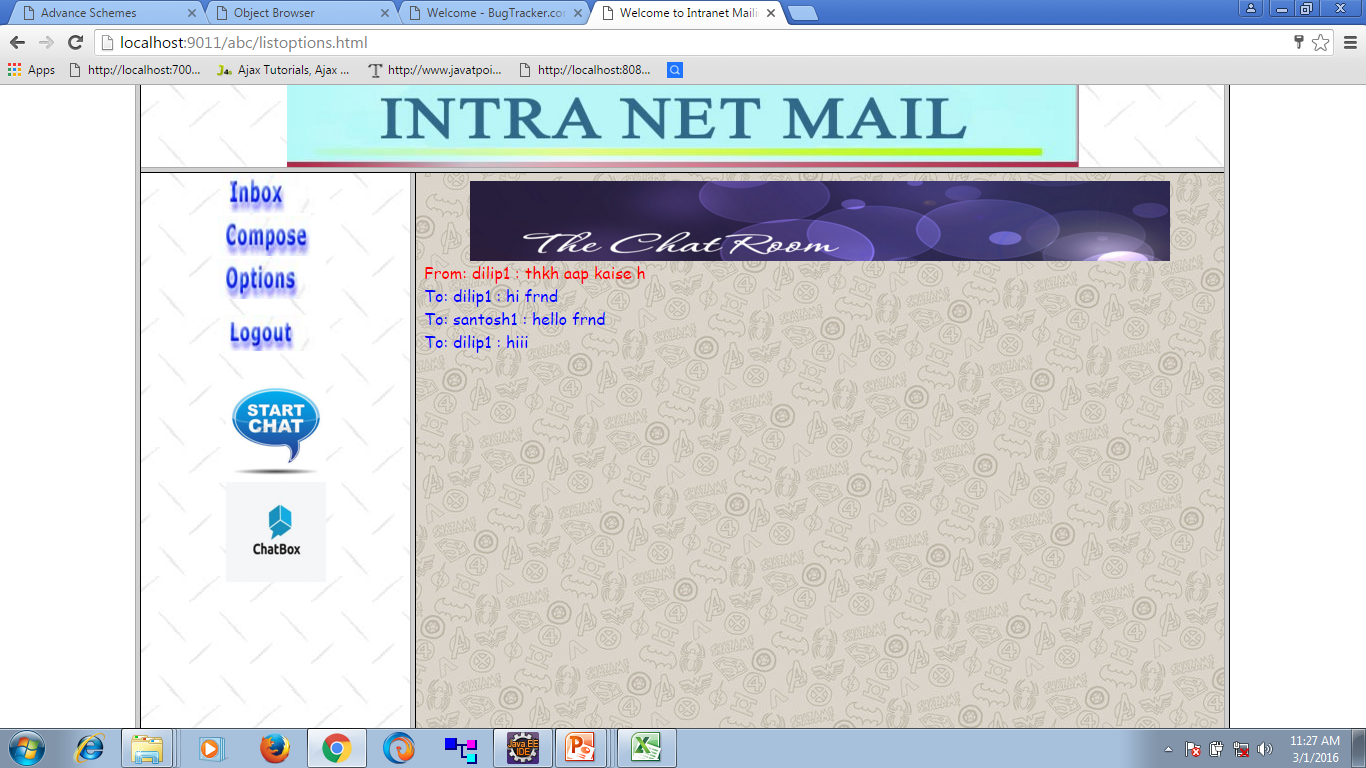 Advance Schemes
Object Browser
Welcome - BugTracker.cor
Welcome to Intranet Maili
localhost:9011/abc/listoptions.html
Apps
http://localhost:700...
Ajax Tutorials, Ajax ...
http://www.javatpoi...
http://localhost:808...
INTRA NET MAIL
Inbox
Compose
Options
Logout
START
CHAT
ChatBox
The Chat Room
From: dilip1 : thkh aap kaise h
To: dilip1 : hi frnd
To: santosh1 : hello frnd
To: dilip1 : hiii
Java EE
IDE
11:27 AM
3/1/2016